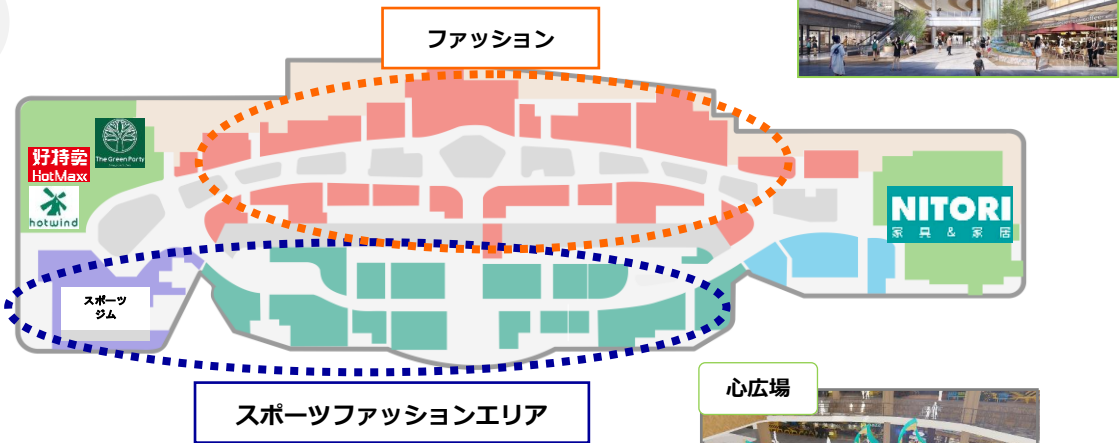 ファッション
The Green Party
好特卖
HotMaxx
hotwind
NITORI
家具&家居
スポーツ
ジム
心広場
スポーツファッションエリア